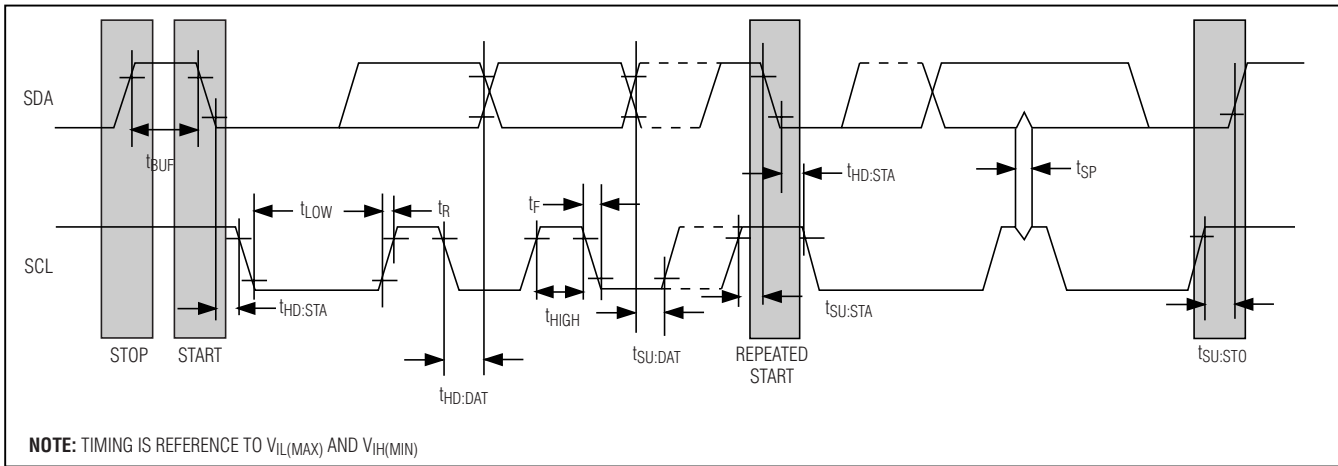 SDA
tBUF
tHD:STA
tSP
tLOW
tR
tF
SCL
tHD:STA
tHIGH
tSU:STA
STOP
START
tSU:DAT
REPEATED
START
tSU:STO
tHD:DAT
NOTE: TIMING IS REFERENCE TO VIL(MAX) AND VIH(MIN)